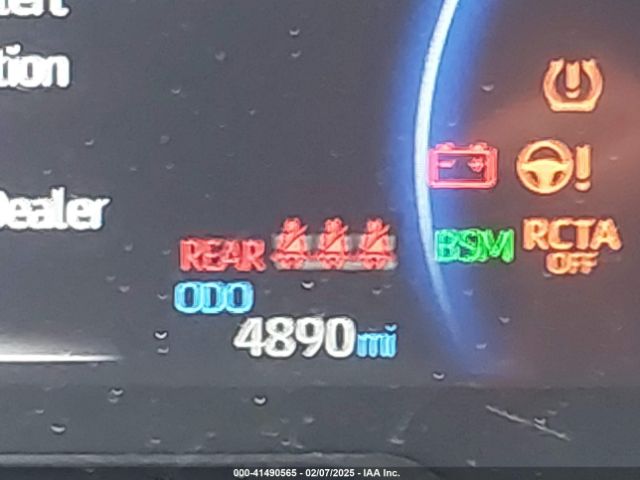 tion
Dealer
REAR
BSM
RCTA
OFF
ODO
4890mi
000-41490565 - 02/07/2025 - IAA Inc.